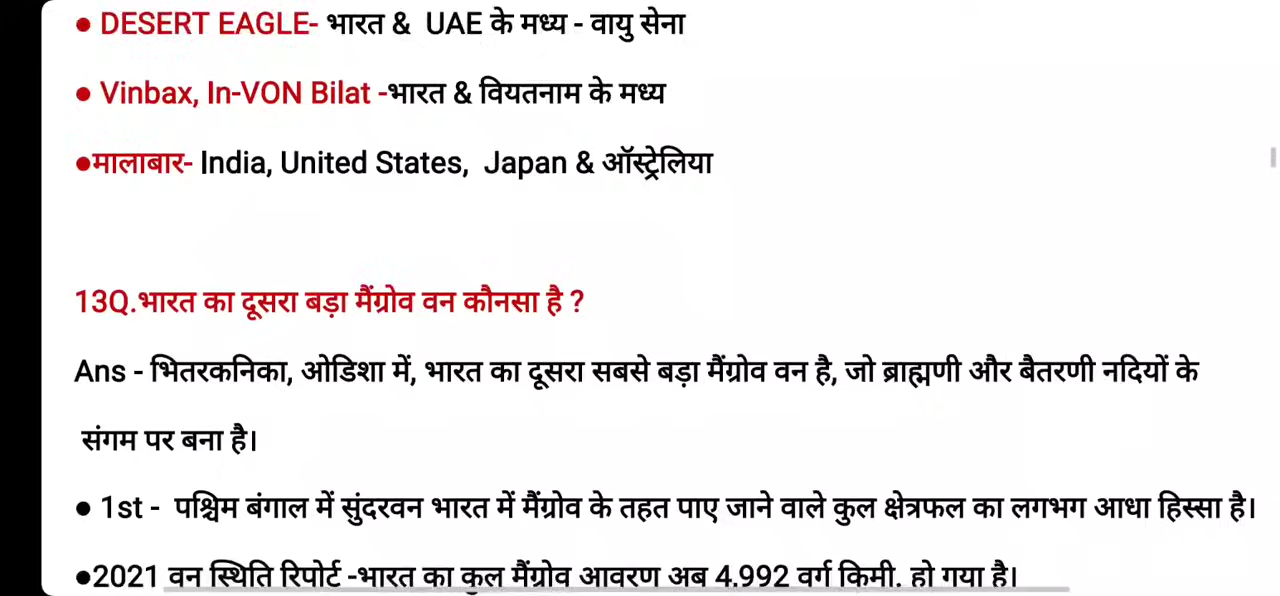 ● DESERT EAGLE- भारत & UAE के मध्य - वायु सेना
● Vinbax, In-VON Bilat -भारत & वियतनाम के मध्य
●मालाबार- India, United States, Japan & ऑस्ट्रेलिया
13Q.भारत का दूसरा बड़ा मैंग्रोव वन कौनसा है ?
Ans - भितरकनिका, ओडिशा में, भारत का दूसरा सबसे बड़ा मैंग्रोव वन है, जो ब्राह्मणी और बैतरणी नदियों के
संगम पर बना है।
● 1st - पश्चिम बंगाल में सुंदरवन भारत में मैंग्रोव के तहत पाए जाने वाले कुल क्षेत्रफल का लगभग आधा हिस्सा है।
●2021 वन स्थिति रिपोर्ट -भारत का कुल मैंग्रोव आवरण अब 4,992 वर्ग किमी. हो गया है।